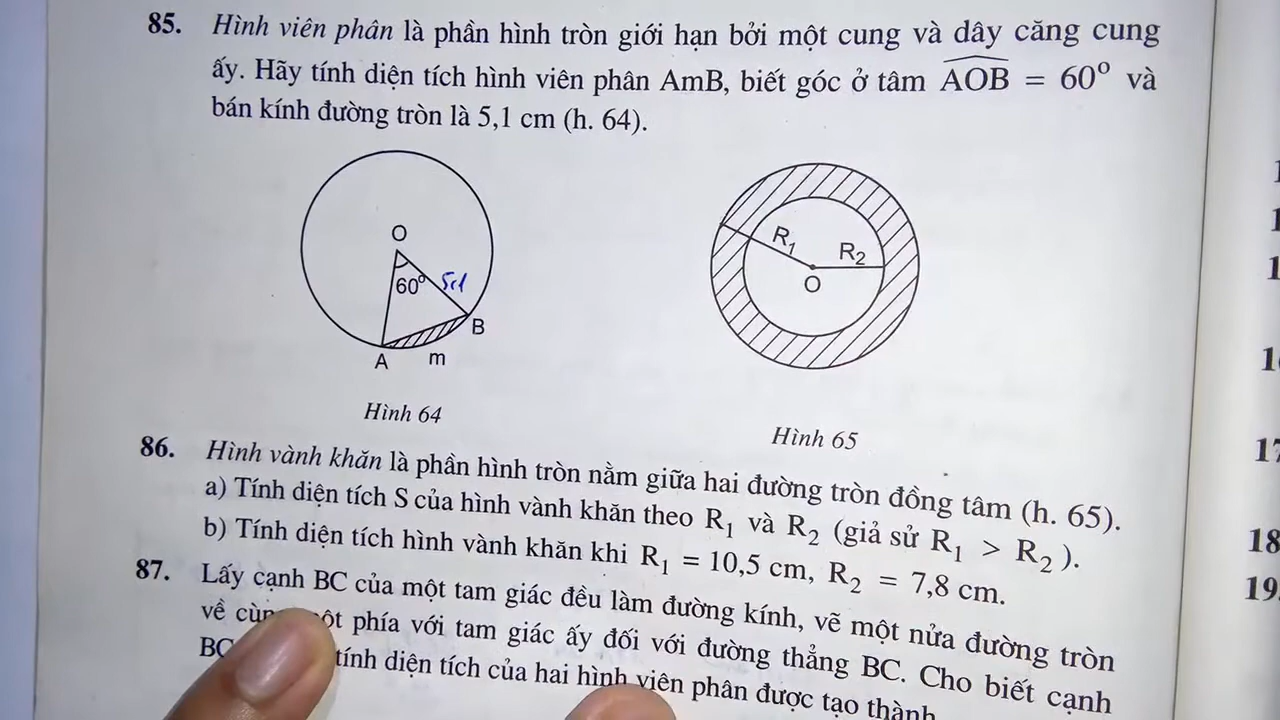 85. Hình viên phân là phần hình tròn giới hạn bởi một cung và dây căng cung
ấy. Hãy tính diện tích hình viên phân AmB, biết góc ở tâm AOB = 60° và
bán kính đường tròn là 5,1 cm (h. 64).
O
60°
5,1
B
A
m
Hình 64
R₁
R₂
O
Hình 65
86. Hình vành khăn là phần hình tròn nằm giữa hai đường tròn đồng tâm (h. 65).
a) Tính diện tích S của hình vành khăn theo R₁ và R₂ (giả sử R₁ > R₂).
b) Tính diện tích hình vành khăn khi R₁ = 10,5 cm, R₂ = 7,8 cm.
87. Lấy cạnh BC của một tam giác đều làm đường kính, vẽ một nửa đường tròn
về phía với tam giác ấy đối với đường thẳng BC. Cho biết cạnh
tính diện tích của hai hình viên phân được tạo thành
1
1
1
17
18
19.